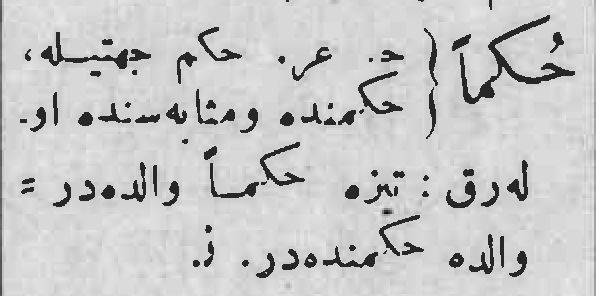 حُكماً { ح. عر. حكم جهتيله،
حكمنده ومثابه‌سنده او.
له‌رق : تيزه حكماً والده‌در =
والده حكمنده‌در. ز.